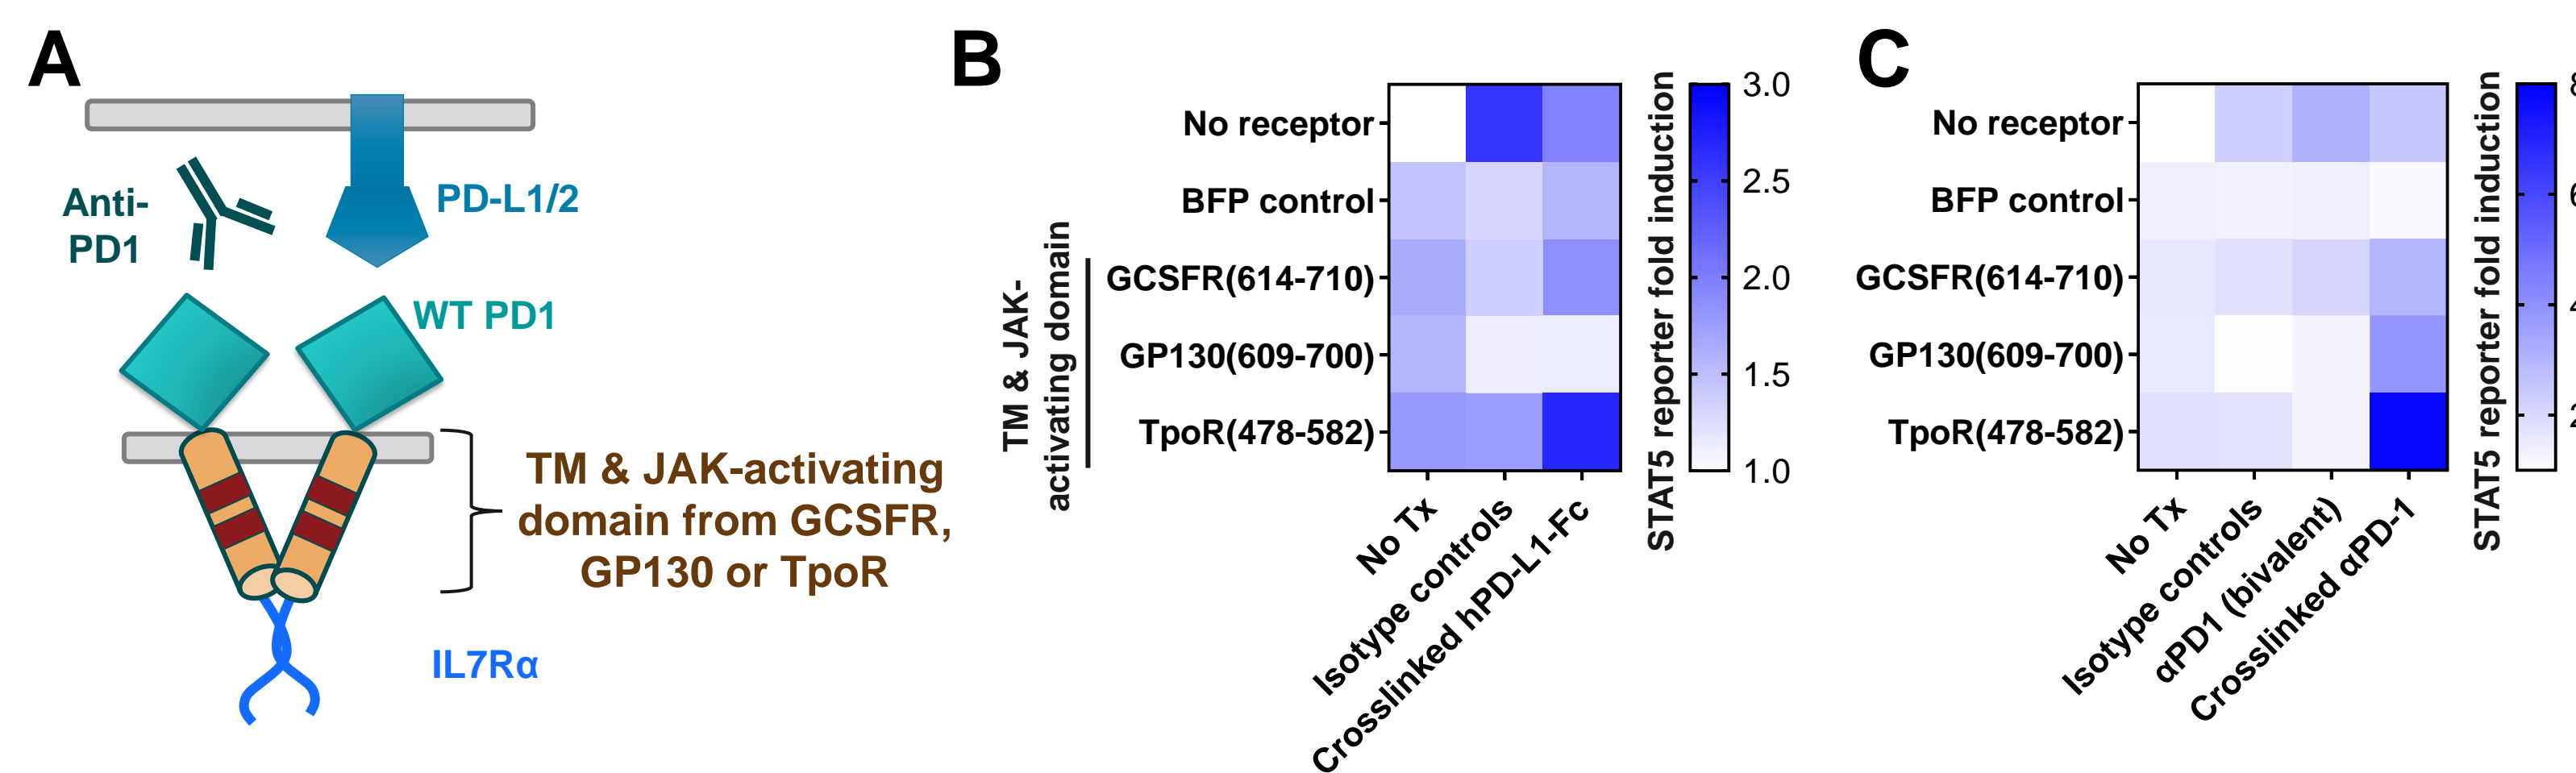 A
Anti-
PD1
PD-L1/2
WT PD1
TM & JAK-activating
domain from GCSFR,
GP130 or TpoR
IL7Rα
B
TM & JAK-
activating domain
No receptor
BFP control
GCSFR(614-710)
GP130(609-700)
TpoR(478-582)
No Tx
Isotype controls
Crosslinked hPD-L1-Fc
STAT5 reporter fold induction
3.0
2.5
2.0
1.5
1.0
C
No receptor
BFP control
GCSFR(614-710)
GP130(609-700)
TpoR(478-582)
No Tx
Isotype controls
αPD1 (bivalent)
Crosslinked αPD-1
STAT5 reporter fold induction